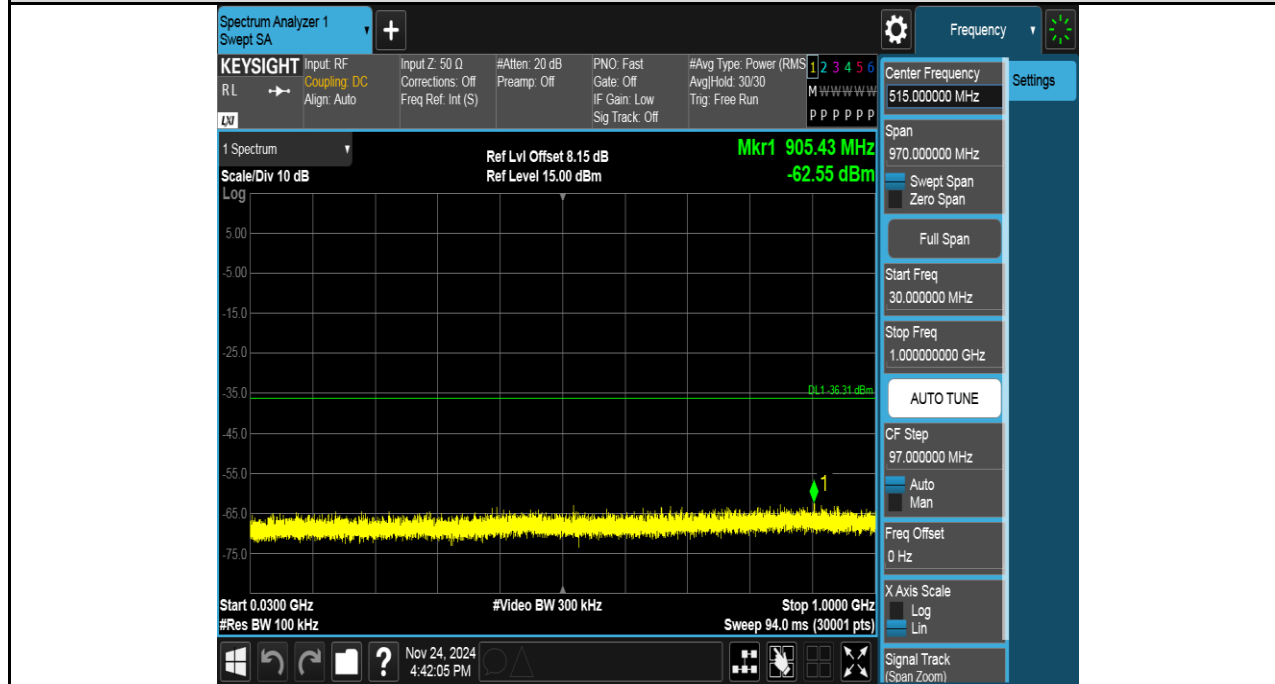 Spectrum Analyzer 1
Swept SA
+
Frequency
KEYSIGHT
RL
LXI
Input: RF
Coupling: DC
Align: Auto
Input Z: 50 Ω
Corrections: Off
Freq Ref: Int (S)
#Atten: 20 dB
Preamp: Off
PNO: Fast
Gate: Off
IF Gain: Low
Sig Track: Off
#Avg Type: Power (RMS
Avg|Hold: 30/30
Trig: Free Run
1 2 3 4 5 6
M W W W W W
P P P P P P
1 Spectrum
Scale/Div 10 dB
Log
Ref Lvl Offset 8.15 dB
Ref Level 15.00 dBm
Mkr1 905.43 MHz
-62.55 dBm
5.00
-5.00
-15.0
-25.0
-35.0
DL1 -36.31 dBm
-45.0
-55.0
1
-65.0
-75.0
Start 0.0300 GHz
#Video BW 300 kHz
Stop 1.0000 GHz
#Res BW 100 kHz
Sweep 94.0 ms (30001 pts)
?
Nov 24, 2024
4:42:05 PM
Center Frequency
515.000000 MHz
Settings
Span
970.000000 MHz
Swept Span
Zero Span
Full Span
Start Freq
30.000000 MHz
Stop Freq
1.000000000 GHz
AUTO TUNE
CF Step
97.000000 MHz
Auto
Man
Freq Offset
0 Hz
X Axis Scale
Log
Lin
Signal Track
(Span Zoom)